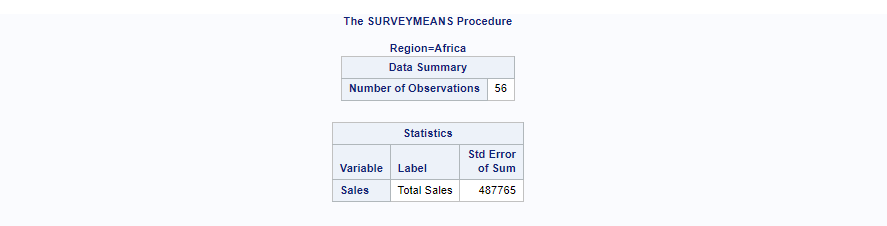 The SURVEYMEANS Procedure
Region=Africa
Data Summary
Number of Observations 56
Statistics
Variable Label Std Error of Sum
Sales Total Sales 487765